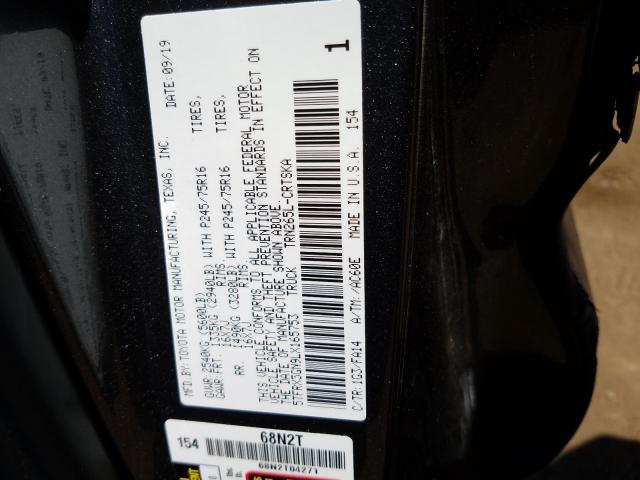 MFD.BY:TOYOTA MOTOR MANUFACTURING, TEXAS, INC. DATE: 09/19
GVWR 2540KG (5600LB)
GAWR:FRT. 1335KG (2940LB) WITH P245/75R16 TIRES,
16X7J RIMS
RR. 1490KG (3280LB) WITH P245/75R16 TIRES,
16X7J RIMS
THIS VEHICLE CONFORMS TO ALL APPLICABLE FEDERAL MOTOR
VEHICLE SAFETY AND THEFT PREVENTION STANDARDS IN EFFECT ON
THE DATE OF MANUFACTURE SHOWN ABOVE.
5TFRX5GN9LX165753 TRUCK TRN265L-CRTSKA
C/TR:1G3/FA14 A/TM:/AC60E MADE IN U.S.A. 154
1
154
68N2T
68N2T04271